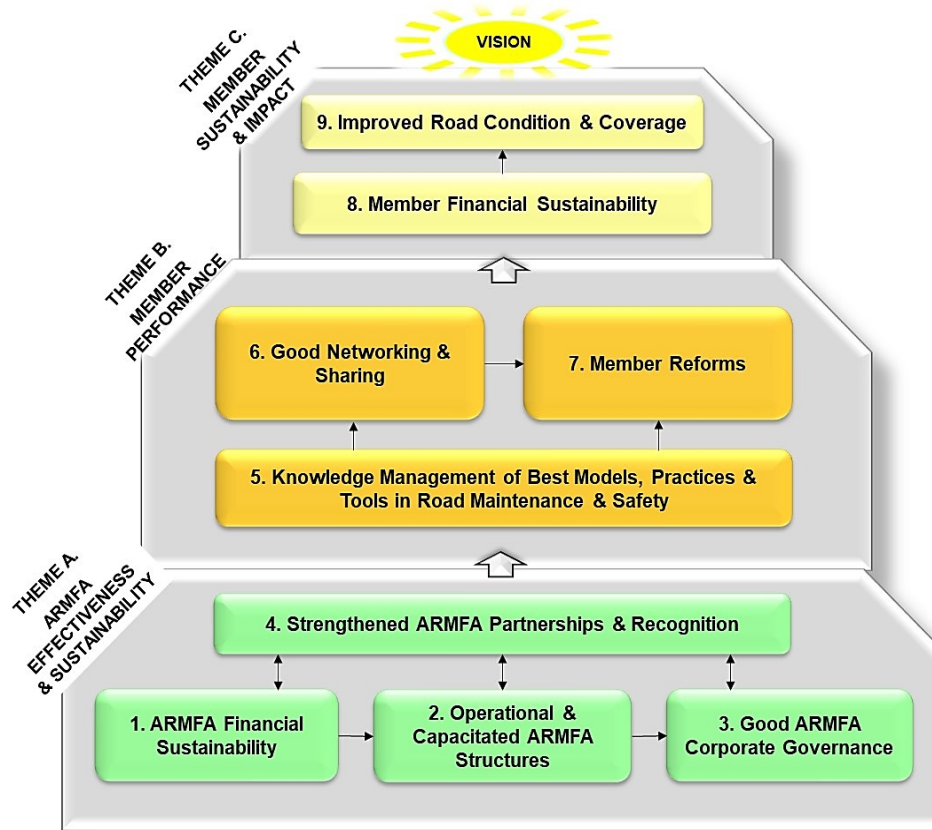 VISION
THEME C.
MEMBER
SUSTAINABILITY
& IMPACT
9. Improved Road Condition & Coverage
8. Member Financial Sustainability
THEME B.
MEMBER
PERFORMANCE
6. Good Networking &
Sharing
7. Member Reforms
5. Knowledge Management of Best Models, Practices &
Tools in Road Maintenance & Safety
THEME A.
ARMFA
EFFECTIVENESS
& SUSTAINABILITY
4. Strengthened ARMFA Partnerships & Recognition
1. ARMFA Financial
Sustainability
2. Operational &
Capacitated ARMFA
Structures
3. Good ARMFA
Corporate Governance